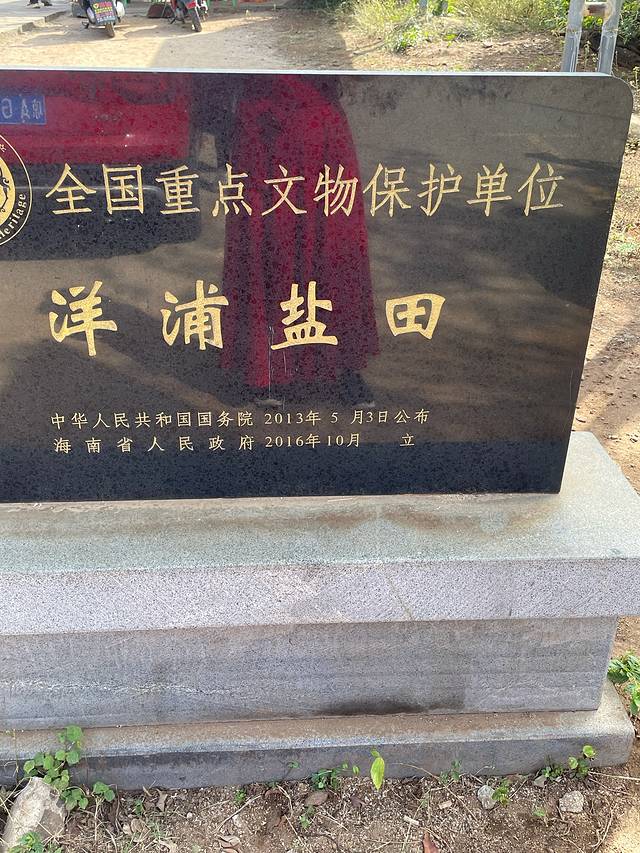 全国重点文物保护单位
洋浦盐田
中华人民共和国国务院 2013年 5 月3日公布
海南省人民政府 2016年10月 立
Heritage